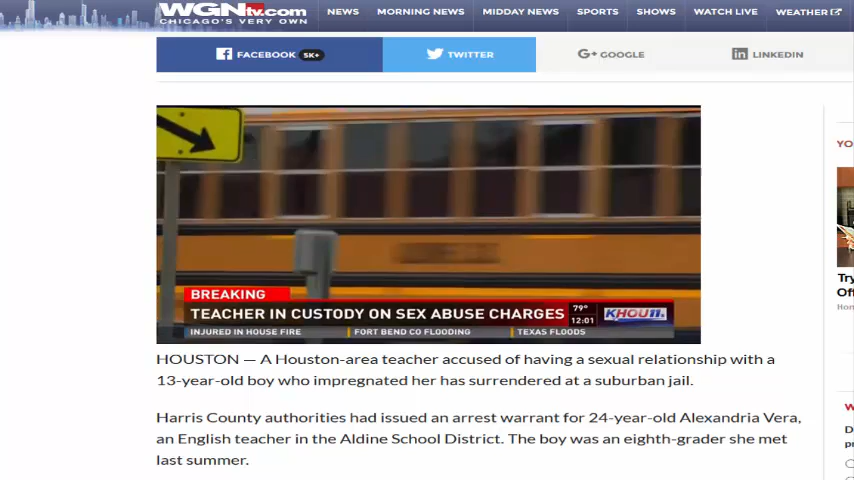 WGNtv.com
CHICAGO'S VERY OWN
NEWS MORNING NEWS MIDDAY NEWS SPORTS SHOWS WATCH LIVE WEATHER
FACEBOOK 5K+ TWITTER G+ GOOGLE in LINKEDIN
YO
BREAKING
TEACHER IN CUSTODY ON SEX ABUSE CHARGES 79° 12:01 KHOU11
INJURED IN HOUSE FIRE FORT BEND CO FLOODING TEXAS FLOODS
Try
Off
Hon
HOUSTON — A Houston-area teacher accused of having a sexual relationship with a
13-year-old boy who impregnated her has surrendered at a suburban jail.
Harris County authorities had issued an arrest warrant for 24-year-old Alexandria Vera,
an English teacher in the Aldine School District. The boy was an eighth-grader she met
last summer.
W
D